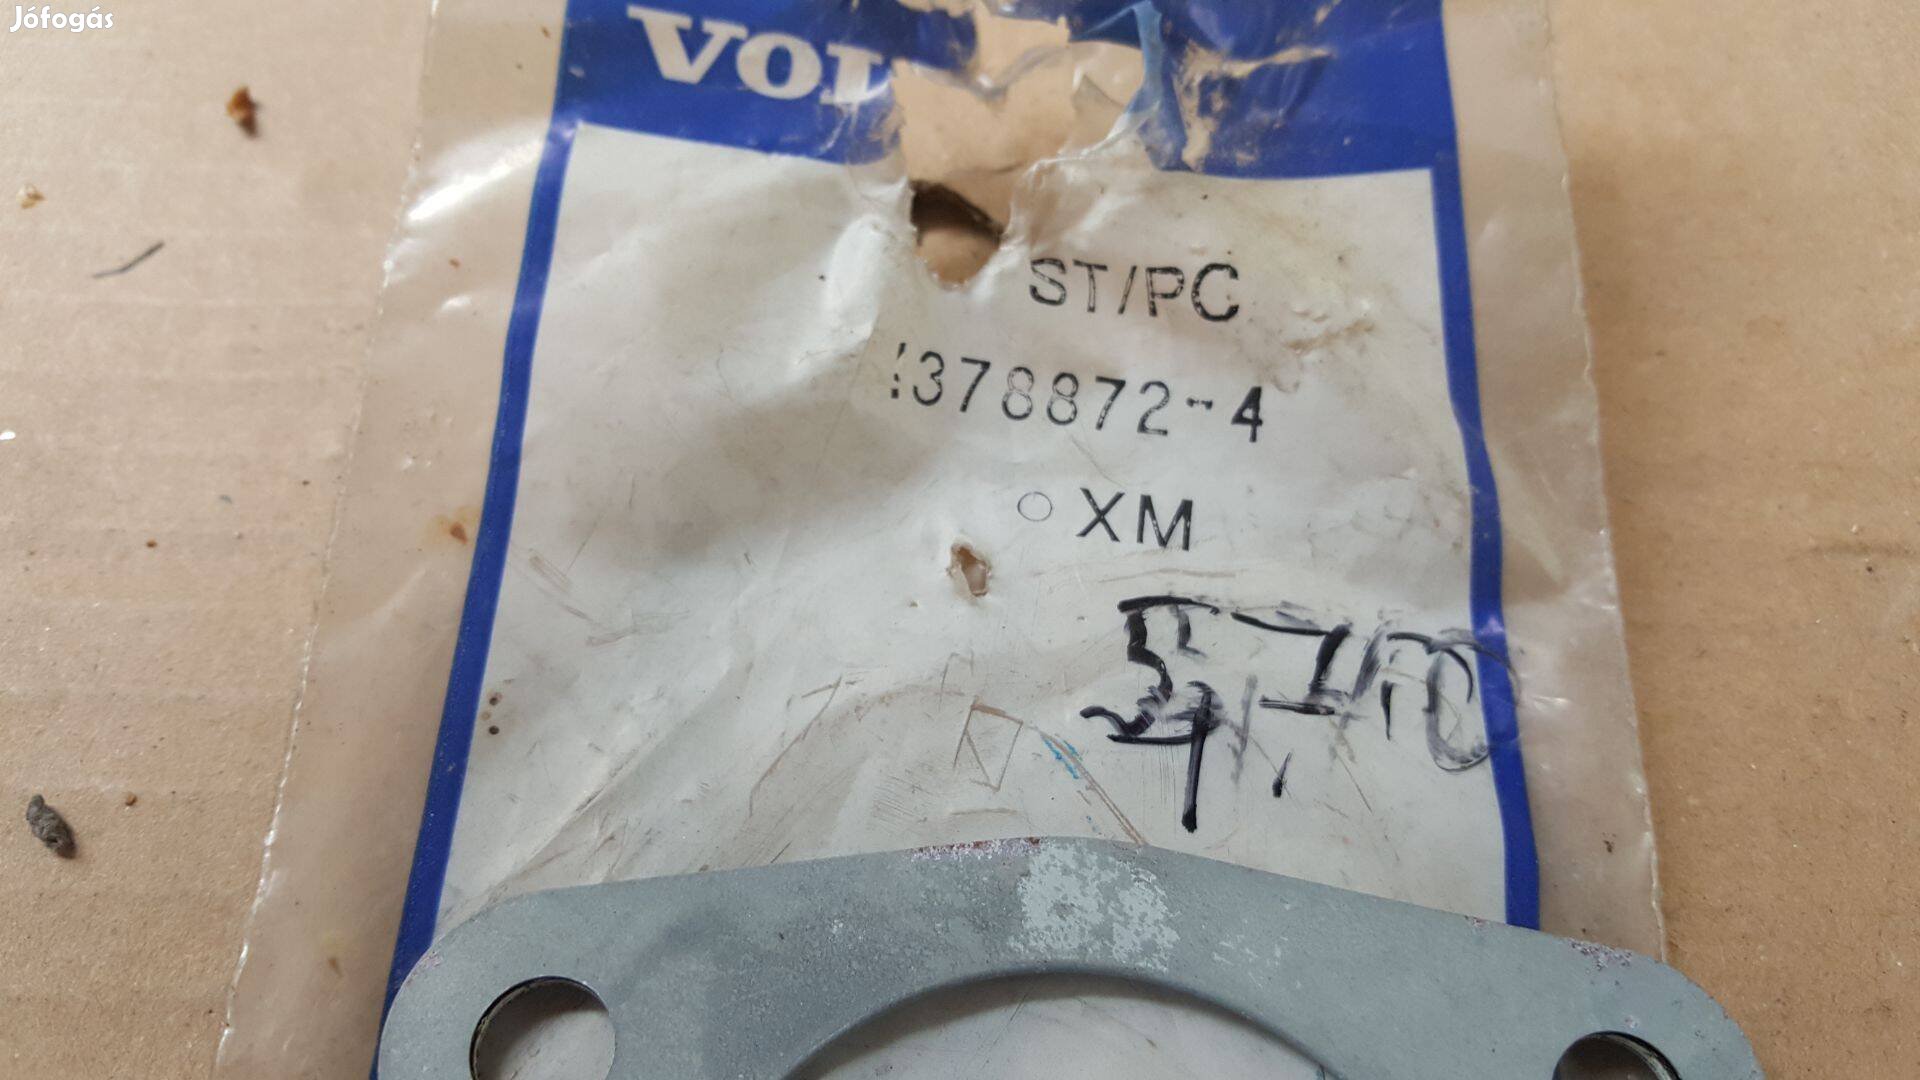 Jófogás
VOL
ST/PC
1378872-4
XM